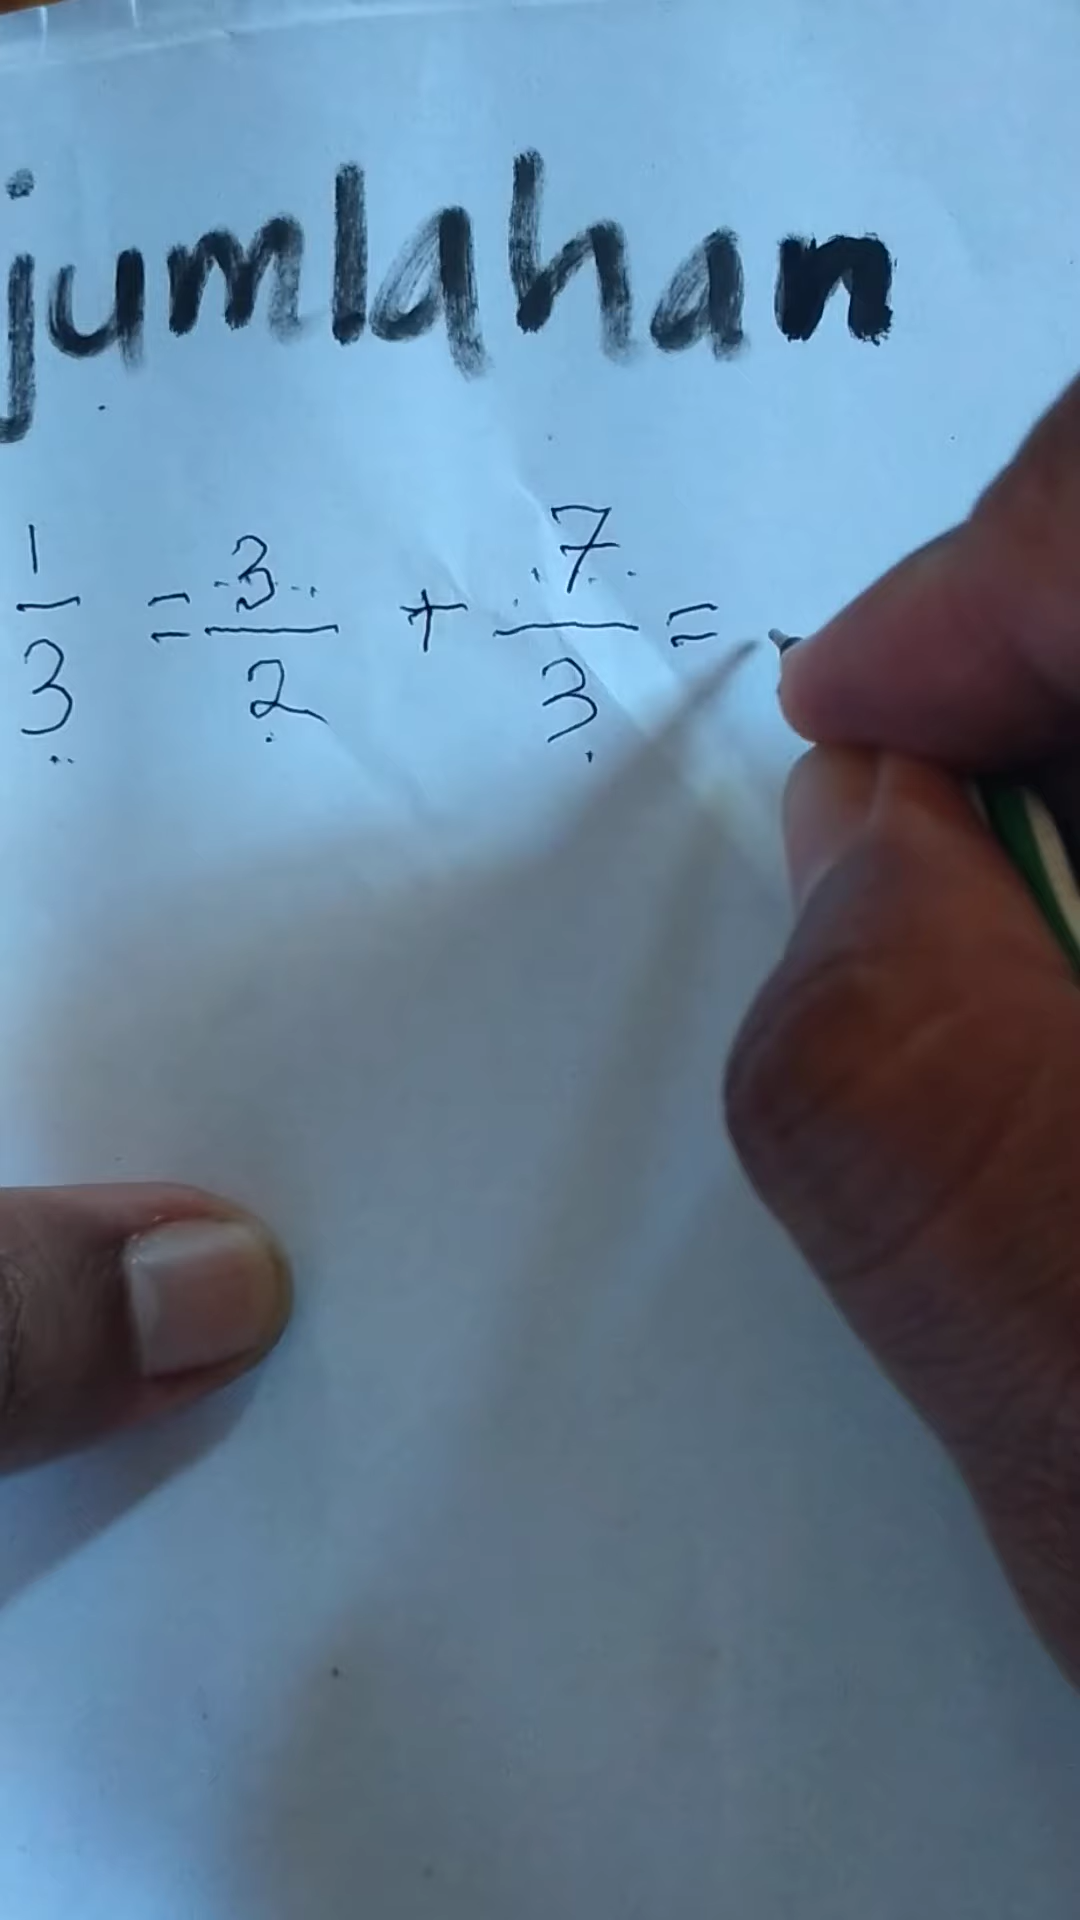 jumlahan
1/3 = 3/2 + 7/3 =